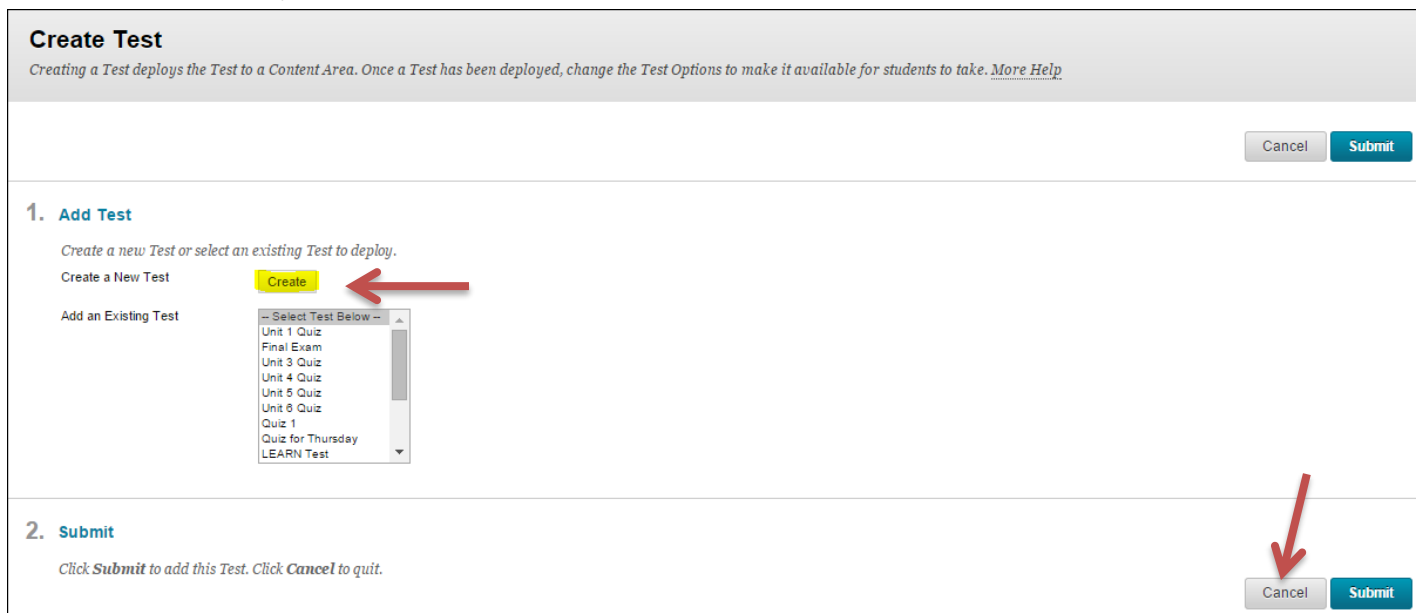 Create Test
Creating a Test deploys the Test to a Content Area. Once a Test has been deployed, change the Test Options to make it available for students to take. More Help
Cancel Submit
1. Add Test
Create a new Test or select an existing Test to deploy.
Create a New Test Create
Add an Existing Test -- Select Test Below --
Unit 1 Quiz
Final Exam
Unit 3 Quiz
Unit 4 Quiz
Unit 5 Quiz
Unit 6 Quiz
Quiz 1
Quiz for Thursday
LEARN Test
2. Submit
Click Submit to add this Test. Click Cancel to quit.
Cancel Submit